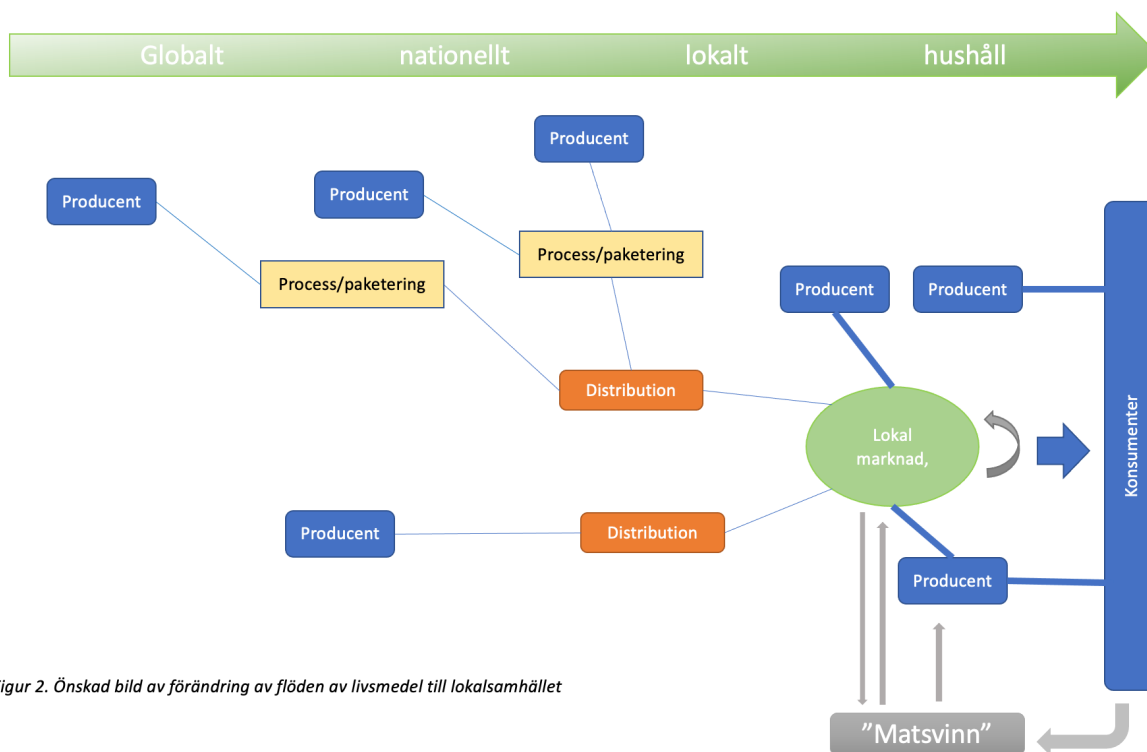 Globalt nationellt lokalt hushåll
Producent
Producent
Producent
Process/paketering
Process/paketering
Producent
Producent
Distribution
Lokal
marknad,
Konsumenter
Producent
Distribution
Producent
igur 2. Önskad bild av förändring av flöden av livsmedel till lokalsamhället
”Matsvinn”